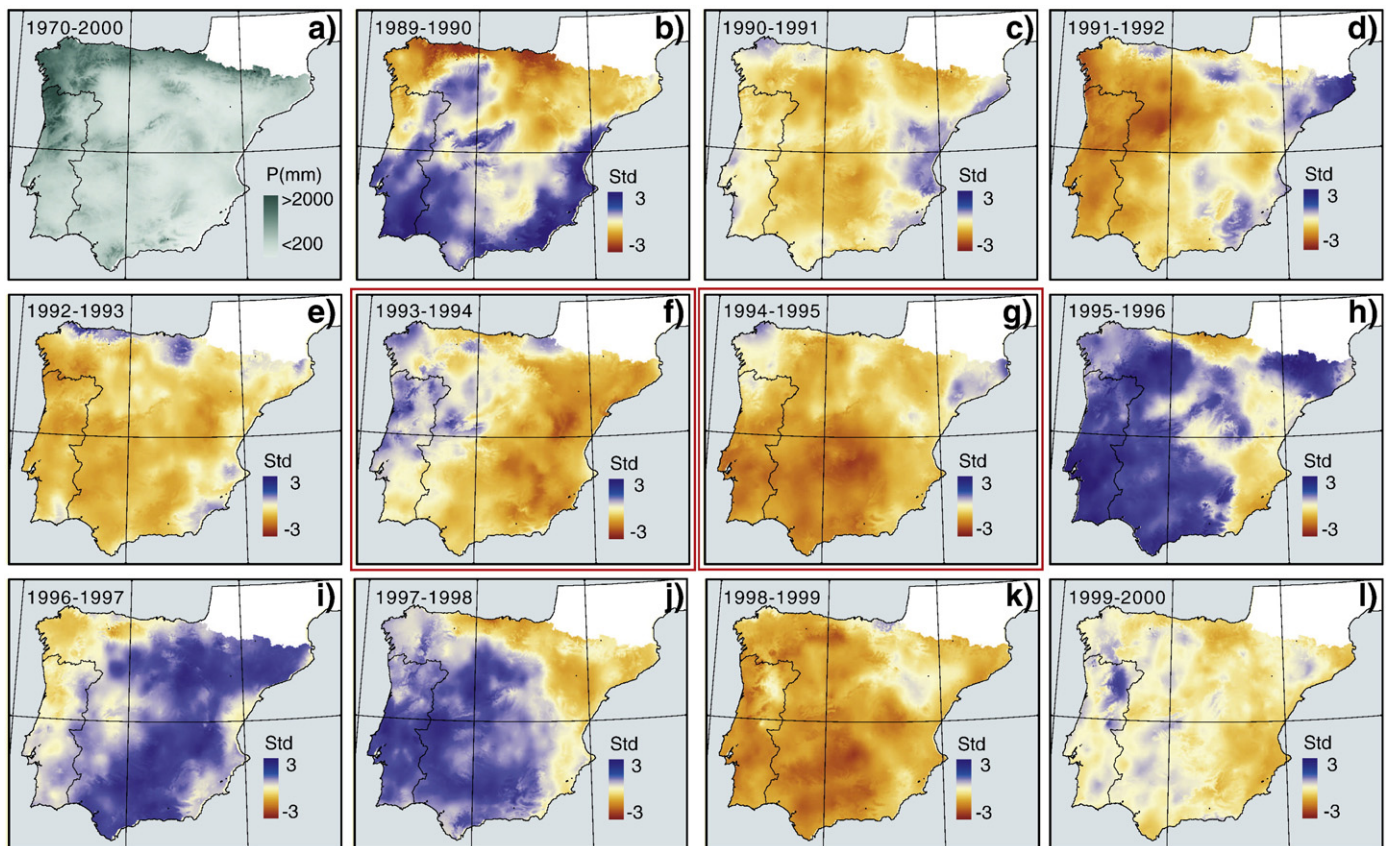 1970-2000 a)
P(mm)
>2000
<200
1989-1990 b)
Std
3
-3
1990-1991 c)
Std
3
-3
1991-1992 d)
Std
3
-3
1992-1993 e)
Std
3
-3
1993-1994 f)
Std
3
-3
1994-1995 g)
Std
3
-3
1995-1996 h)
Std
3
-3
1996-1997 i)
Std
3
-3
1997-1998 j)
Std
3
-3
1998-1999 k)
Std
3
-3
1999-2000 l)
Std
3
-3